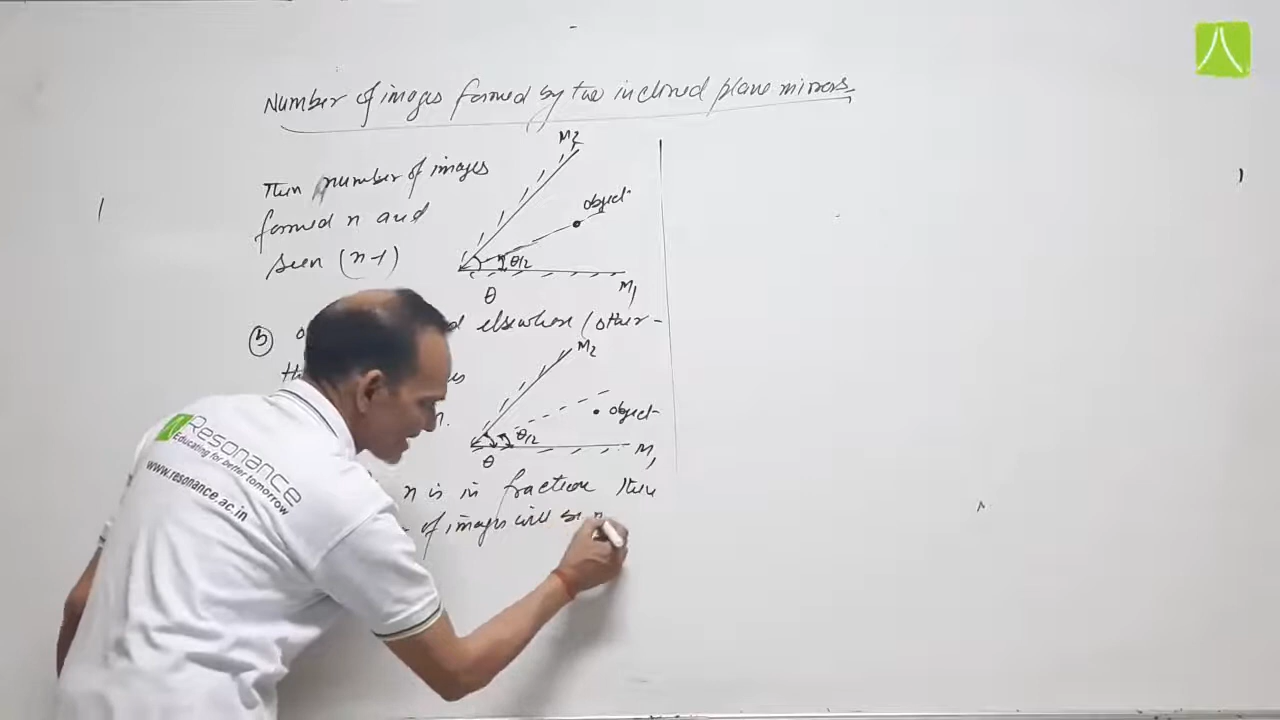 Number of images formed by two inclined plane mirrors
Then number of images
formed n and
seen (n-1)
M2
object
θ/2
θ
M1
elsewhere (other-
M2
object
θ/2
θ
M1
n is in fraction then
of images will be n
Resonance
Educating for better tomorrow
www.resonance.ac.in